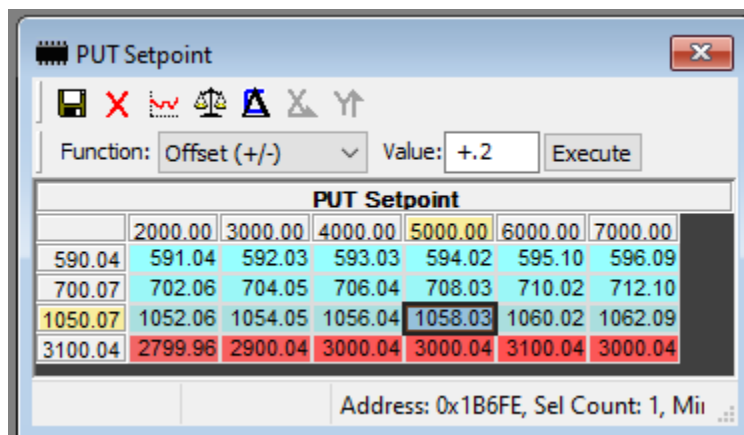 PUT Setpoint
Function: Offset (+/-) Value: +.2 Execute
PUT Setpoint
2000.00 3000.00 4000.00 5000.00 6000.00 7000.00
590.04 591.04 592.03 593.03 594.02 595.10 596.09
700.07 702.06 704.05 706.04 708.03 710.02 712.10
1050.07 1052.06 1054.05 1056.04 1058.03 1060.02 1062.09
3100.04 2799.96 2900.04 3000.04 3000.04 3100.04 3000.04
Address: 0x1B6FE, Sel Count: 1,